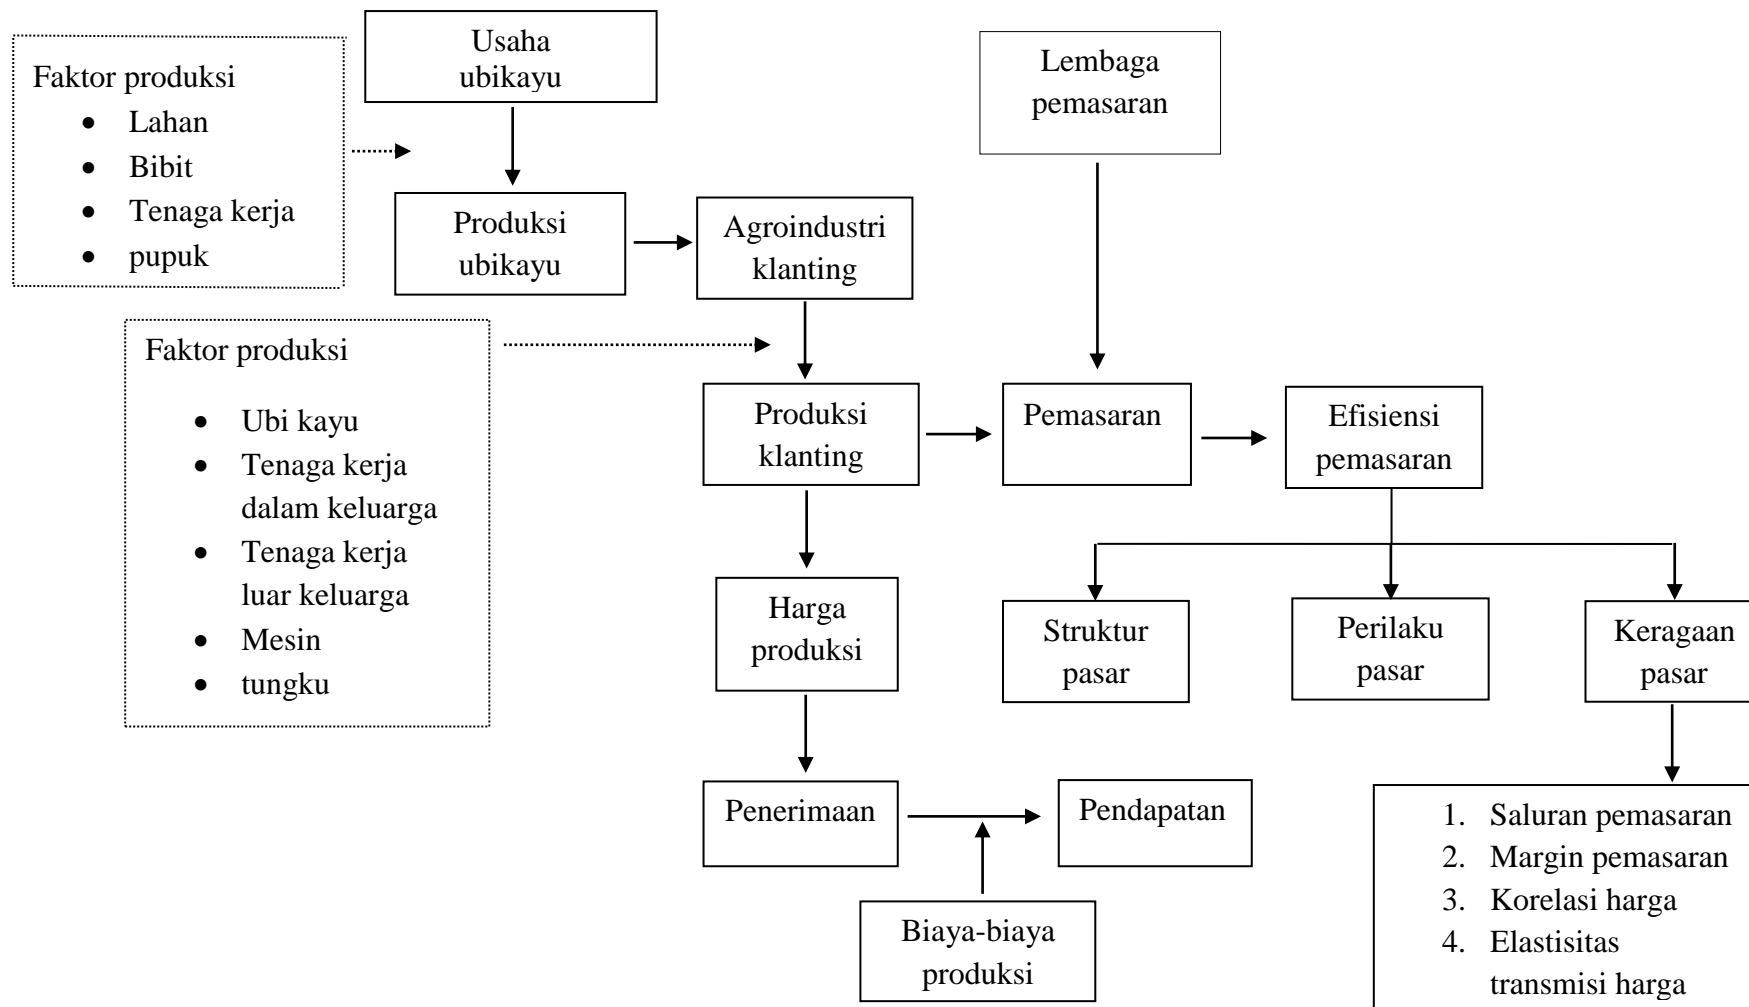 Usaha
ubikayu
Lembaga
pemasaran
Faktor produksi
• Lahan
• Bibit
• Tenaga kerja
• pupuk
Produksi
ubikayu
Agroindustri
klanting
Faktor produksi
• Ubi kayu
• Tenaga kerja
dalam keluarga
• Tenaga kerja
luar keluarga
• Mesin
• tungku
Produksi
klanting
Pemasaran
Efisiensi
pemasaran
Harga
produksi
Struktur
pasar
Perilaku
pasar
Keragaan
pasar
Penerimaan
Pendapatan
Biaya-biaya
produksi
1. Saluran pemasaran
2. Margin pemasaran
3. Korelasi harga
4. Elastisitas
transmisi harga